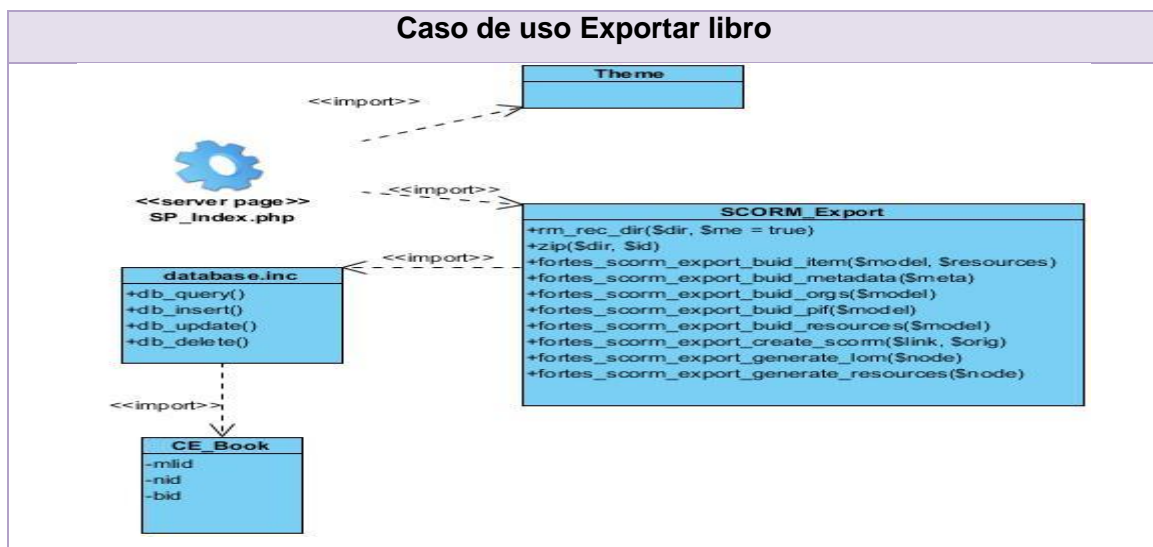 Caso de uso Exportar libro
Theme
<<import>>
<<server page>>
SP_Index.php
<<import>>
SCORM_Export
+rm_rec_dir($dir, $me = true)
+zip($dir, $id)
+fortes_scorm_export_buid_item($model, $resources)
+fortes_scorm_export_buid_metadata($meta)
+fortes_scorm_export_buid_orgs($model)
+fortes_scorm_export_buid_pif($model)
+fortes_scorm_export_buid_resources($model)
+fortes_scorm_export_create_scorm($link, $orig)
+fortes_scorm_export_generate_lom($node)
+fortes_scorm_export_generate_resources($node)
<<import>>
database.inc
+db_query()
+db_insert()
+db_update()
+db_delete()
<<import>>
CE_Book
-mlid
-nid
-bid